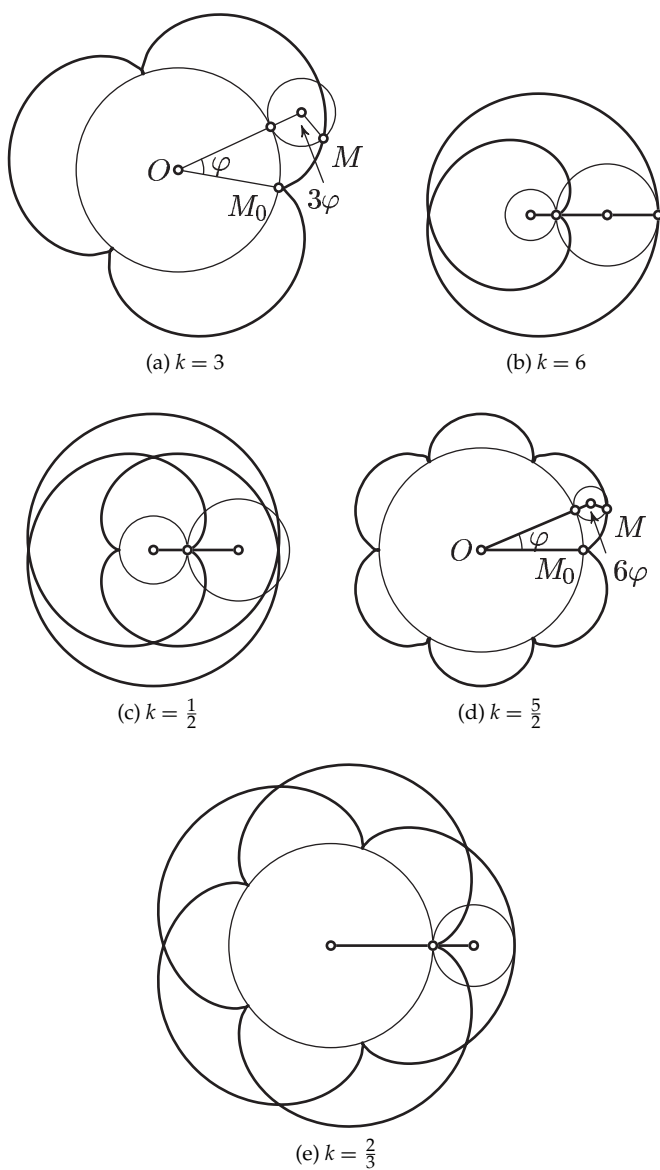 O φ M
M₀ 3φ
(a) k = 3
(b) k = 6
O φ M
M₀ 6φ
(c) k = 1/2
(d) k = 5/2
(e) k = 2/3